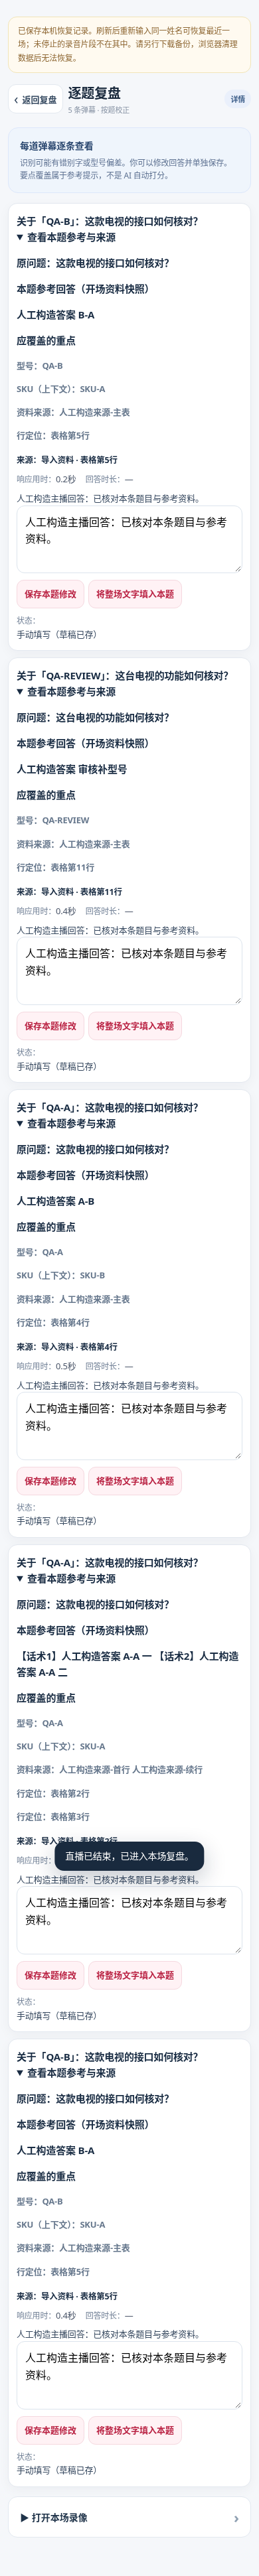 已保存本机恢复记录。刷新后重新输入同一姓名可恢复最近一
场；未停止的录音片段不在其中。请另行下载备份，浏览器清理
数据后无法恢复。
‹ 返回复盘
逐题复盘
5 条弹幕 · 按题校正
详情
每道弹幕逐条查看
识别可能有错别字或型号偏差。你可以修改回答并单独保存。
要点覆盖属于参考提示，不是 AI 自动打分。
关于「QA-B」：这款电视的接口如何核对？
▼ 查看本题参考与来源
原问题：这款电视的接口如何核对？
本题参考回答（开场资料快照）
人工构造答案 B-A
应覆盖的重点
型号：QA-B
SKU（上下文）：SKU-A
资料来源：人工构造来源-主表
行定位：表格第5行
来源：导入资料 · 表格第5行
响应用时：0.2秒 回答时长：—
人工构造主播回答：已核对本条题目与参考资料。
人工构造主播回答：已核对本条题目与参考
资料。
保存本题修改
将整场文字填入本题
状态：
手动填写（草稿已存）
关于「QA-REVIEW」：这台电视的功能如何核对？
▼ 查看本题参考与来源
原问题：这台电视的功能如何核对？
本题参考回答（开场资料快照）
人工构造答案 审核补型号
应覆盖的重点
型号：QA-REVIEW
资料来源：人工构造来源-主表
行定位：表格第11行
来源：导入资料 · 表格第11行
响应用时：0.4秒 回答时长：—
人工构造主播回答：已核对本条题目与参考资料。
人工构造主播回答：已核对本条题目与参考
资料。
保存本题修改
将整场文字填入本题
状态：
手动填写（草稿已存）
关于「QA-A」：这款电视的接口如何核对？
▼ 查看本题参考与来源
原问题：这款电视的接口如何核对？
本题参考回答（开场资料快照）
人工构造答案 A-B
应覆盖的重点
型号：QA-A
SKU（上下文）：SKU-B
资料来源：人工构造来源-主表
行定位：表格第4行
来源：导入资料 · 表格第4行
响应用时：0.5秒 回答时长：—
人工构造主播回答：已核对本条题目与参考资料。
人工构造主播回答：已核对本条题目与参考
资料。
保存本题修改
将整场文字填入本题
状态：
手动填写（草稿已存）
关于「QA-A」：这款电视的接口如何核对？
▼ 查看本题参考与来源
原问题：这款电视的接口如何核对？
本题参考回答（开场资料快照）
【话术1】人工构造答案 A-A 一 【话术2】人工构造
答案 A-A 二
应覆盖的重点
型号：QA-A
SKU（上下文）：SKU-A
资料来源：人工构造来源-首行 人工构造来源-续行
行定位：表格第2行
行定位：表格第3行
来源：导入资料 · 表格第2行
直播已结束，已进入本场复盘。
响应用时：
人工构造主播回答：已核对本条题目与参考资料。
人工构造主播回答：已核对本条题目与参考
资料。
保存本题修改
将整场文字填入本题
状态：
手动填写（草稿已存）
关于「QA-B」：这款电视的接口如何核对？
▼ 查看本题参考与来源
原问题：这款电视的接口如何核对？
本题参考回答（开场资料快照）
人工构造答案 B-A
应覆盖的重点
型号：QA-B
SKU（上下文）：SKU-A
资料来源：人工构造来源-主表
行定位：表格第5行
来源：导入资料 · 表格第5行
响应用时：0.4秒 回答时长：—
人工构造主播回答：已核对本条题目与参考资料。
人工构造主播回答：已核对本条题目与参考
资料。
保存本题修改
将整场文字填入本题
状态：
手动填写（草稿已存）
▶ 打开本场录像 ›